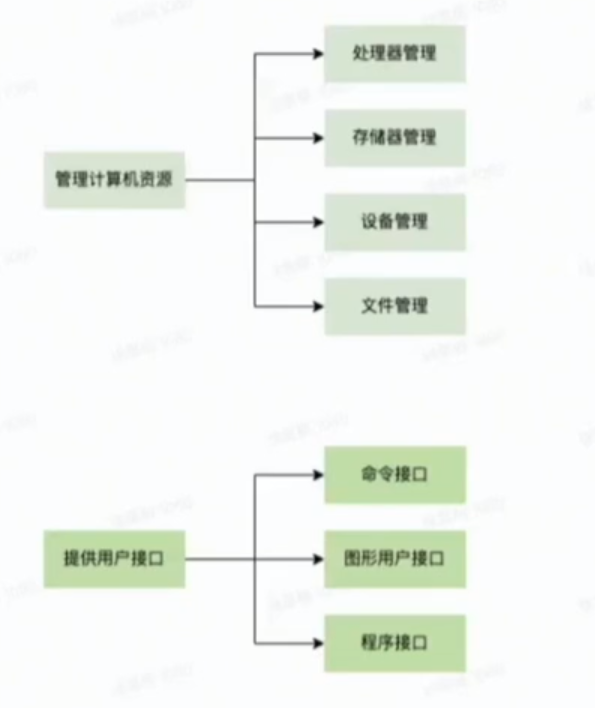 处理器管理
存储器管理
管理计算机资源
设备管理
文件管理
命令接口
提供用户接口
图形用户接口
程序接口